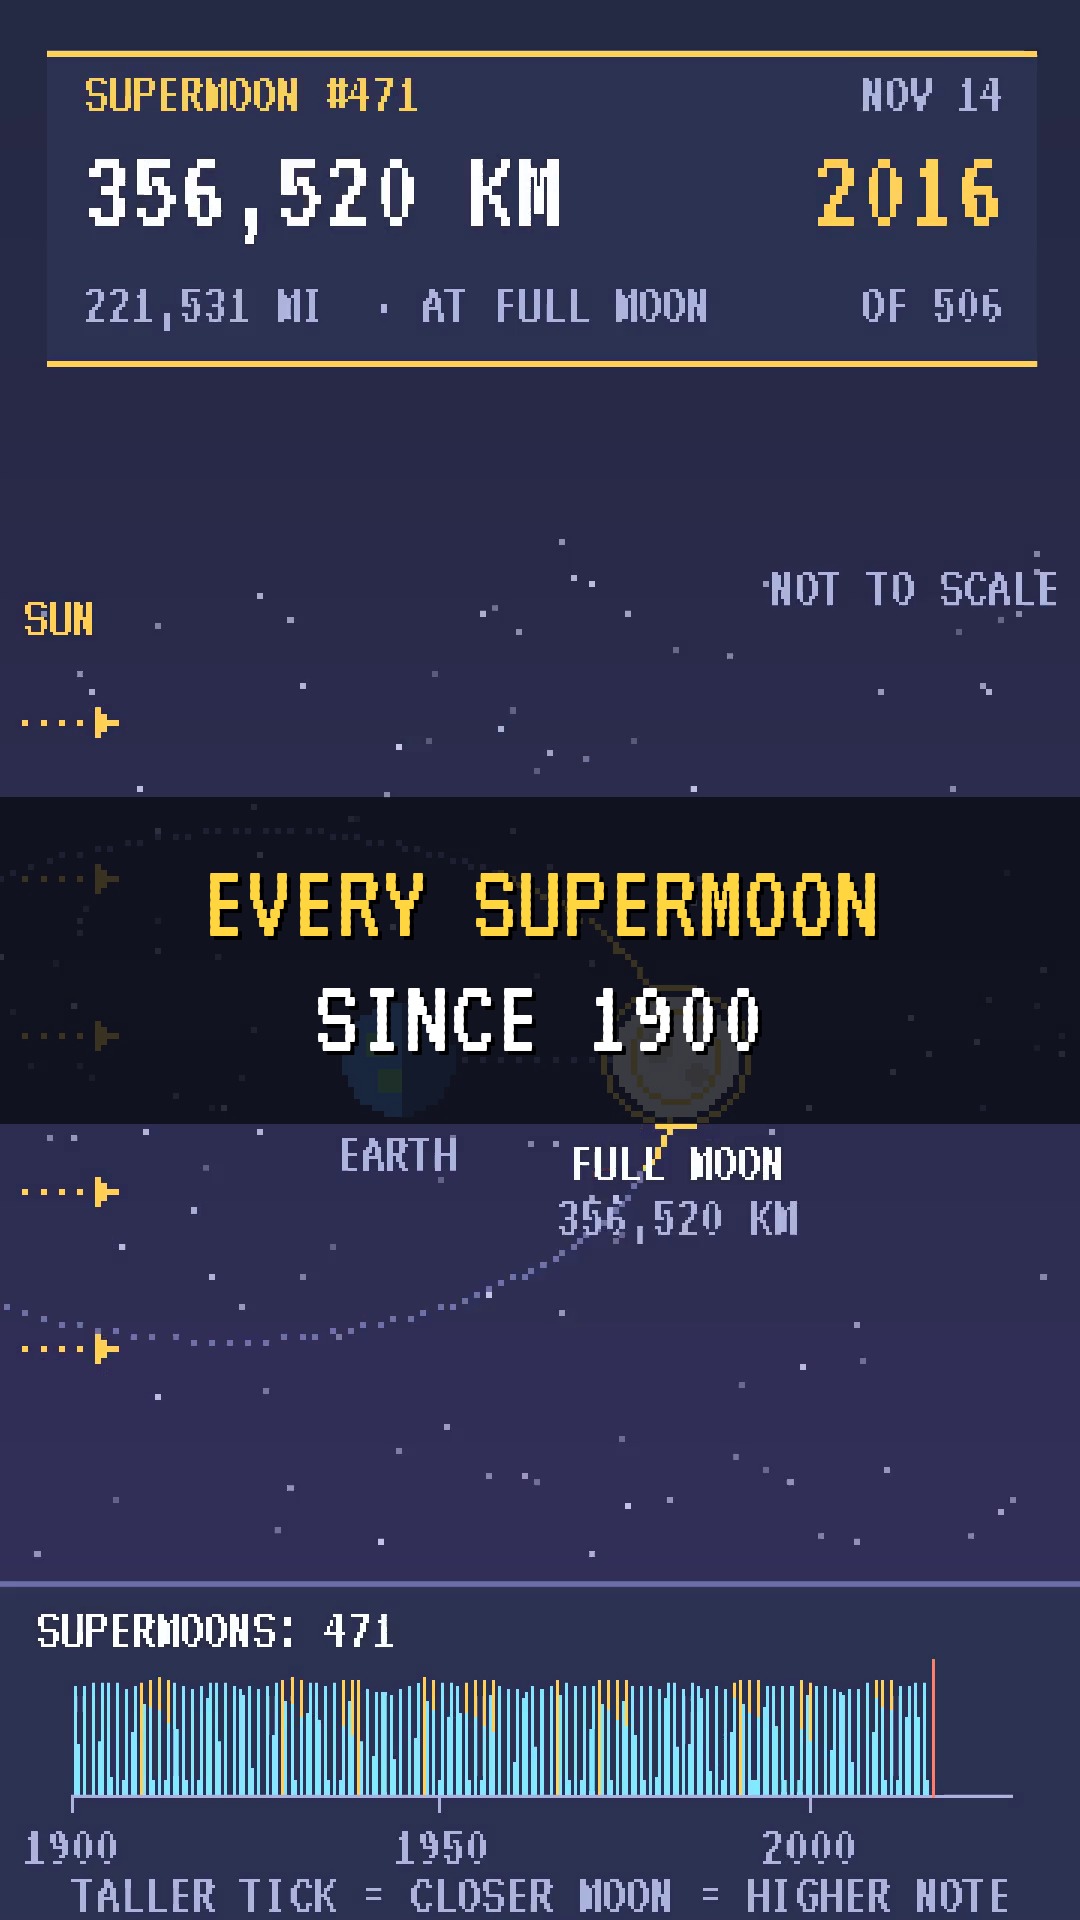 SUPERMOON #471 NOV 14
356,520 KM 2016
221,531 MI · AT FULL MOON OF 506
NOT TO SCALE
SUN
EVERY SUPERMOON
SINCE 1900
EARTH
FULL MOON
356,520 KM
SUPERMOONS: 471
1900 1950 2000
TALLER TICK = CLOSER MOON = HIGHER NOTE